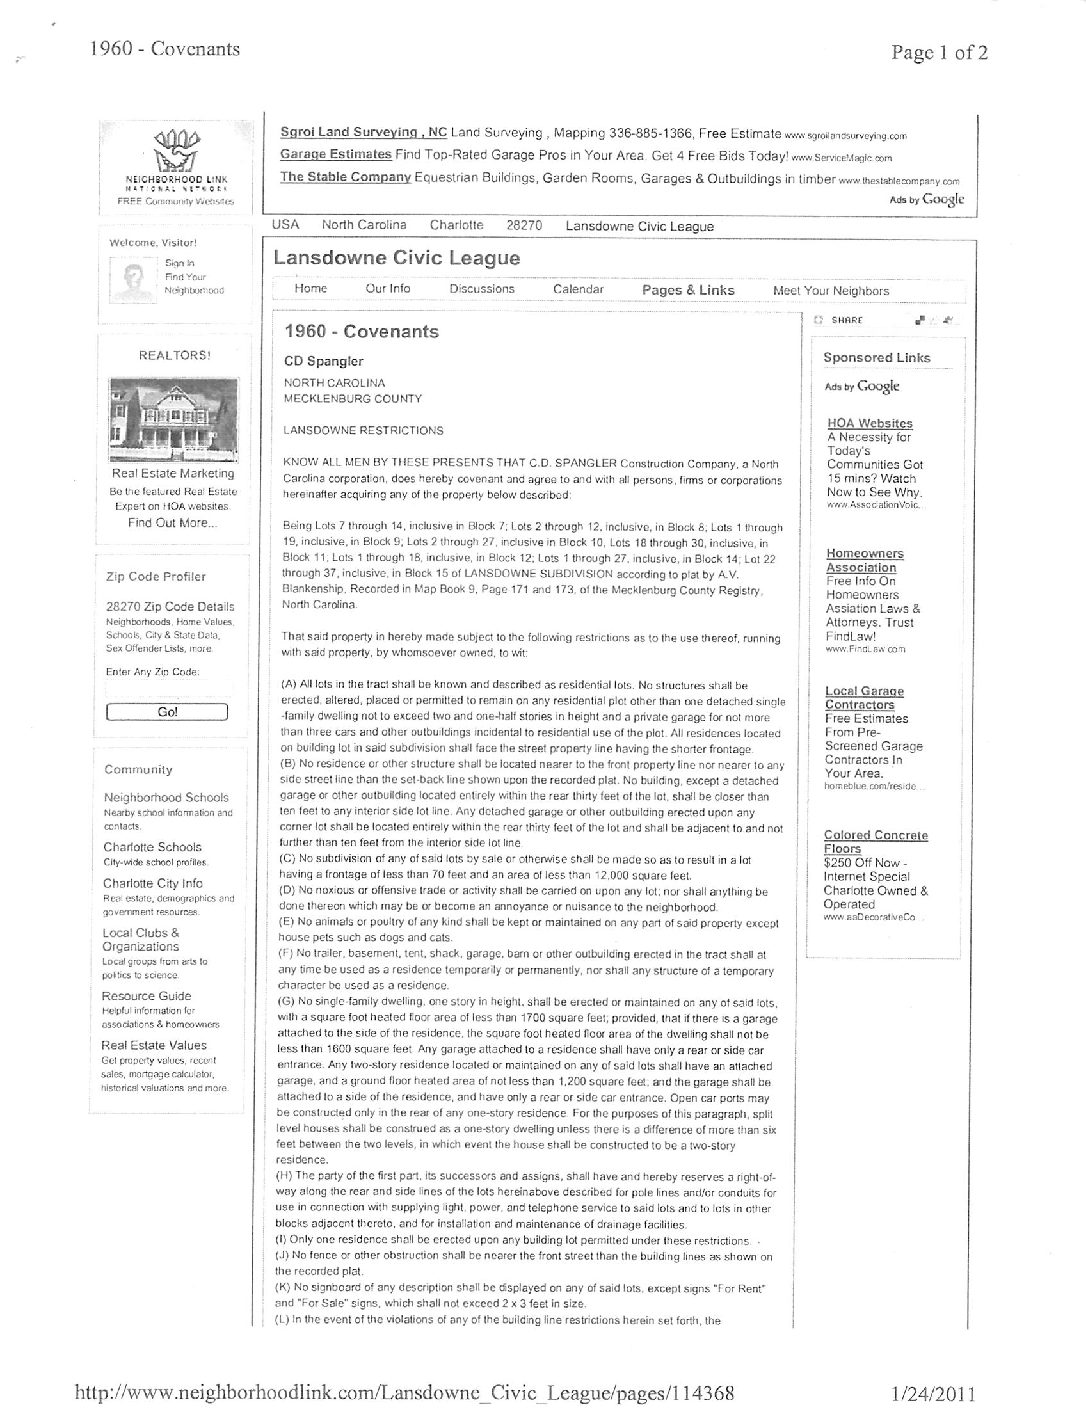 1960 - Covenants
Page 1 of 2
NEIGHBORHOOD LINK
NATIONAL NETWORK
FREE Community Websites
Sgroi Land Surveying , NC Land Surveying , Mapping 336-885-1366, Free Estimate www.sgroilandsurveying.com
Garage Estimates Find Top-Rated Garage Pros in Your Area. Get 4 Free Bids Today! www.ServiceMagic.com
The Stable Company Equestrian Buildings, Garden Rooms, Garages & Outbuildings in timber www.thestablecompany.com
Ads by Google
USA North Carolina Charlotte 28270 Lansdowne Civic League
Welcome, Visitor!
Sign In
Find Your
Neighborhood
Lansdowne Civic League
Home Our Info Discussions Calendar Pages & Links Meet Your Neighbors
REALTORS!
Real Estate Marketing
Be the featured Real Estate
Expert on HOA websites.
Find Out More...
Zip Code Profiler
28270 Zip Code Details
Neighborhoods, Home Values,
Schools, City & State Data,
Sex Offender Lists, more.
Enter Any Zip Code:
Go!
Community
Neighborhood Schools
Nearby school information and
contacts.
Charlotte Schools
City-wide school profiles.
Charlotte City Info
Real estate, demographics and
government resources.
Local Clubs &
Organizations
Local groups from arts to
politics to science.
Resource Guide
Helpful information for
associations & homeowners
Real Estate Values
Get property values, recent
sales, mortgage calculator,
historical valuations and more.
1960 - Covenants
CD Spangler
NORTH CAROLINA
MECKLENBURG COUNTY
LANSDOWNE RESTRICTIONS
KNOW ALL MEN BY THESE PRESENTS THAT C.D. SPANGLER Construction Company, a North
Carolina corporation, does hereby covenant and agree to and with all persons, firms or corporations
hereinafter acquiring any of the property below described:
Being Lots 7 through 14, inclusive in Block 7; Lots 2 through 12, inclusive, in Block 8; Lots 1 through
19, inclusive, in Block 9; Lots 2 through 27, inclusive in Block 10, Lots 18 through 30, inclusive, in
Block 11; Lots 1 through 18, inclusive, in Block 12; Lots 1 through 27, inclusive, in Block 14; Lot 22
through 37, inclusive, in Block 15 of LANSDOWNE SUBDIVISION according to plat by A.V.
Blankenship, Recorded in Map Book 9, Page 171 and 173, of the Mecklenburg County Registry,
North Carolina.
That said property in hereby made subject to the following restrictions as to the use thereof, running
with said property, by whomsoever owned, to wit:
(A) All lots in the tract shall be known and described as residential lots. No structures shall be
erected, altered, placed or permitted to remain on any residential plot other than one detached single
-family dwelling not to exceed two and one-half stories in height and a private garage for not more
than three cars and other outbuildings incidental to residential use of the plot. All residences located
on building lot in said subdivision shall face the street property line having the shorter frontage.
(B) No residence or other structure shall be located nearer to the front property line nor nearer to any
side street line than the set-back line shown upon the recorded plat. No building, except a detached
garage or other outbuilding located entirely within the rear thirty feet of the lot, shall be closer than
ten feet to any interior side lot line. Any detached garage or other outbuilding erected upon any
corner lot shall be located entirely within the rear thirty feet of the lot and shall be adjacent to and not
further than ten feet from the interior side lot line.
(C) No subdivision of any of said lots by sale or otherwise shall be made so as to result in a lot
having a frontage of less than 70 feet and an area of less than 12,000 square feet.
(D) No noxious or offensive trade or activity shall be carried on upon any lot; nor shall anything be
done thereon which may be or become an annoyance or nuisance to the neighborhood.
(E) No animals or poultry of any kind shall be kept or maintained on any part of said property except
house pets such as dogs and cats.
(F) No trailer, basement, tent, shack, garage, barn or other outbuilding erected in the tract shall at
any time be used as a residence temporarily or permanently, nor shall any structure of a temporary
character be used as a residence.
(G) No single-family dwelling, one story in height, shall be erected or maintained on any of said lots,
with a square foot heated floor area of less than 1700 square feet; provided, that if there is a garage
attached to the side of the residence, the square foot heated floor area of the dwelling shall not be
less than 1600 square feet. Any garage attached to a residence shall have only a rear or side car
entrance. Any two-story residence located or maintained on any of said lots shall have an attached
garage, and a ground floor heated area of not less than 1,200 square feet; and the garage shall be
attached to a side of the residence, and have only a rear or side car entrance. Open car ports may
be constructed only in the rear of any one-story residence. For the purposes of this paragraph, split
level houses shall be construed as a one-story dwelling unless there is a difference of more than six
feet between the two levels, in which event the house shall be constructed to be a two-story
residence.
(H) The party of the first part, its successors and assigns, shall have and hereby reserves a right-of-
way along the rear and side lines of the lots hereinabove described for pole lines and/or conduits for
use in connection with supplying light, power, and telephone service to said lots and to lots in other
blocks adjacent thereto, and for installation and maintenance of drainage facilities.
(I) Only one residence shall be erected upon any building lot permitted under these restrictions.
(J) No fence or other obstruction shall be nearer the front street than the building lines as shown on
the recorded plat.
(K) No signboard of any description shall be displayed on any of said lots, except signs "For Rent"
and "For Sale" signs, which shall not exceed 2 x 3 feet in size.
(L) In the event of the violations of any of the building line restrictions herein set forth, the
SHARE
Sponsored Links
Ads by Google
HOA Websites
A Necessity for
Today's
Communities Got
15 mins? Watch
Now to See Why.
www.AssociationVoic...
Homeowners
Association
Free Info On
Homeowners
Assiation Laws &
Attorneys. Trust
FindLaw!
www.FindLaw.com
Local Garage
Contractors
Free Estimates
From Pre-
Screened Garage
Contractors In
Your Area.
homeblue.com/reside...
Colored Concrete
Floors
$250 Off Now -
Internet Special
Charlotte Owned &
Operated
www.aaDecorativeCo...
http://www.neighborhoodlink.com/Lansdowne_Civic_League/pages/114368
1/24/2011